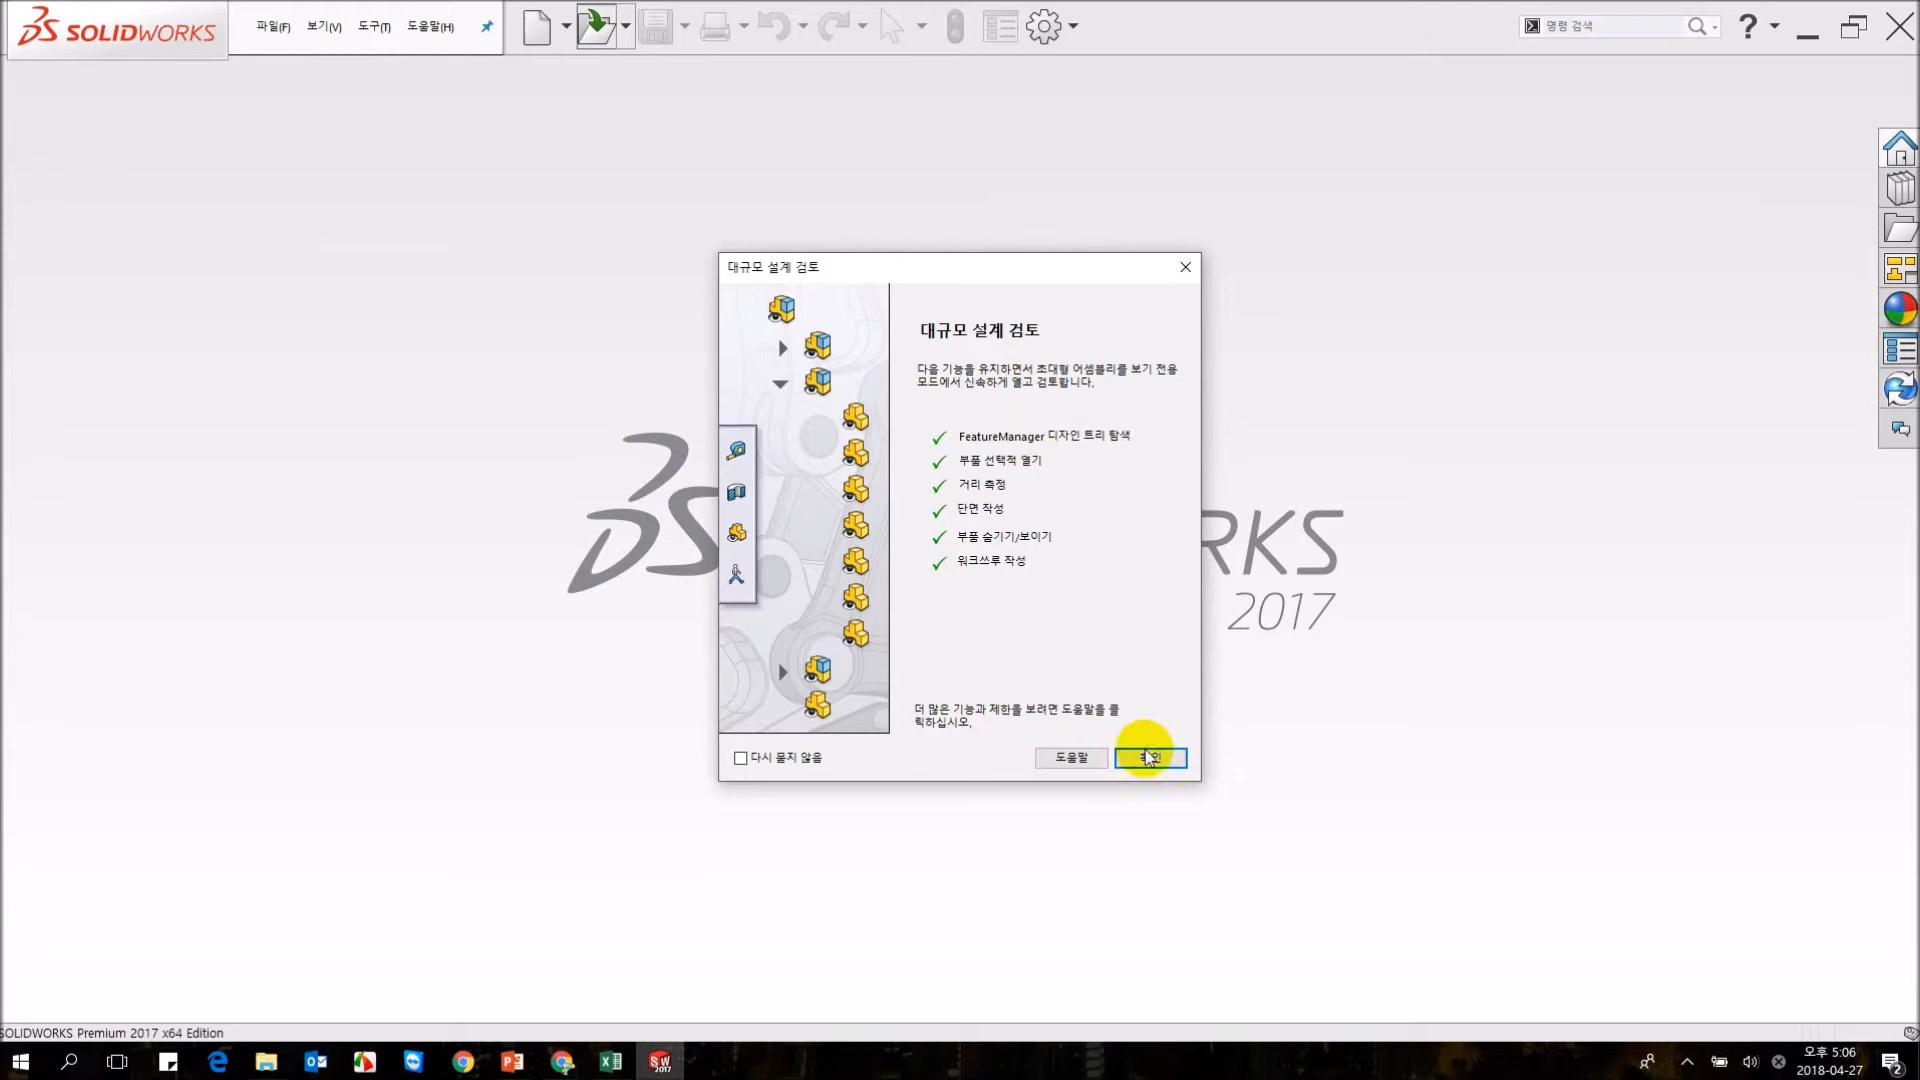 SOLIDWORKS
파일(F) 보기(V) 도구(T) 도움말(H)
명령 검색
대규모 설계 검토
대규모 설계 검토
다음 기능을 유지하면서 초대형 어셈블리를 보기 전용
모드에서 신속하게 열고 검토합니다.
FeatureManager 디자인 트리 탐색
부품 선택적 열기
거리 측정
단면 작성
부품 숨기기/보이기
워크쓰루 작성
RKS
2017
더 많은 기능과 제한을 보려면 도움말을 클
릭하십시오.
다시 묻지 않음
도움말
SOLIDWORKS Premium 2017 x64 Edition
오후 5:06
2018-04-27
2